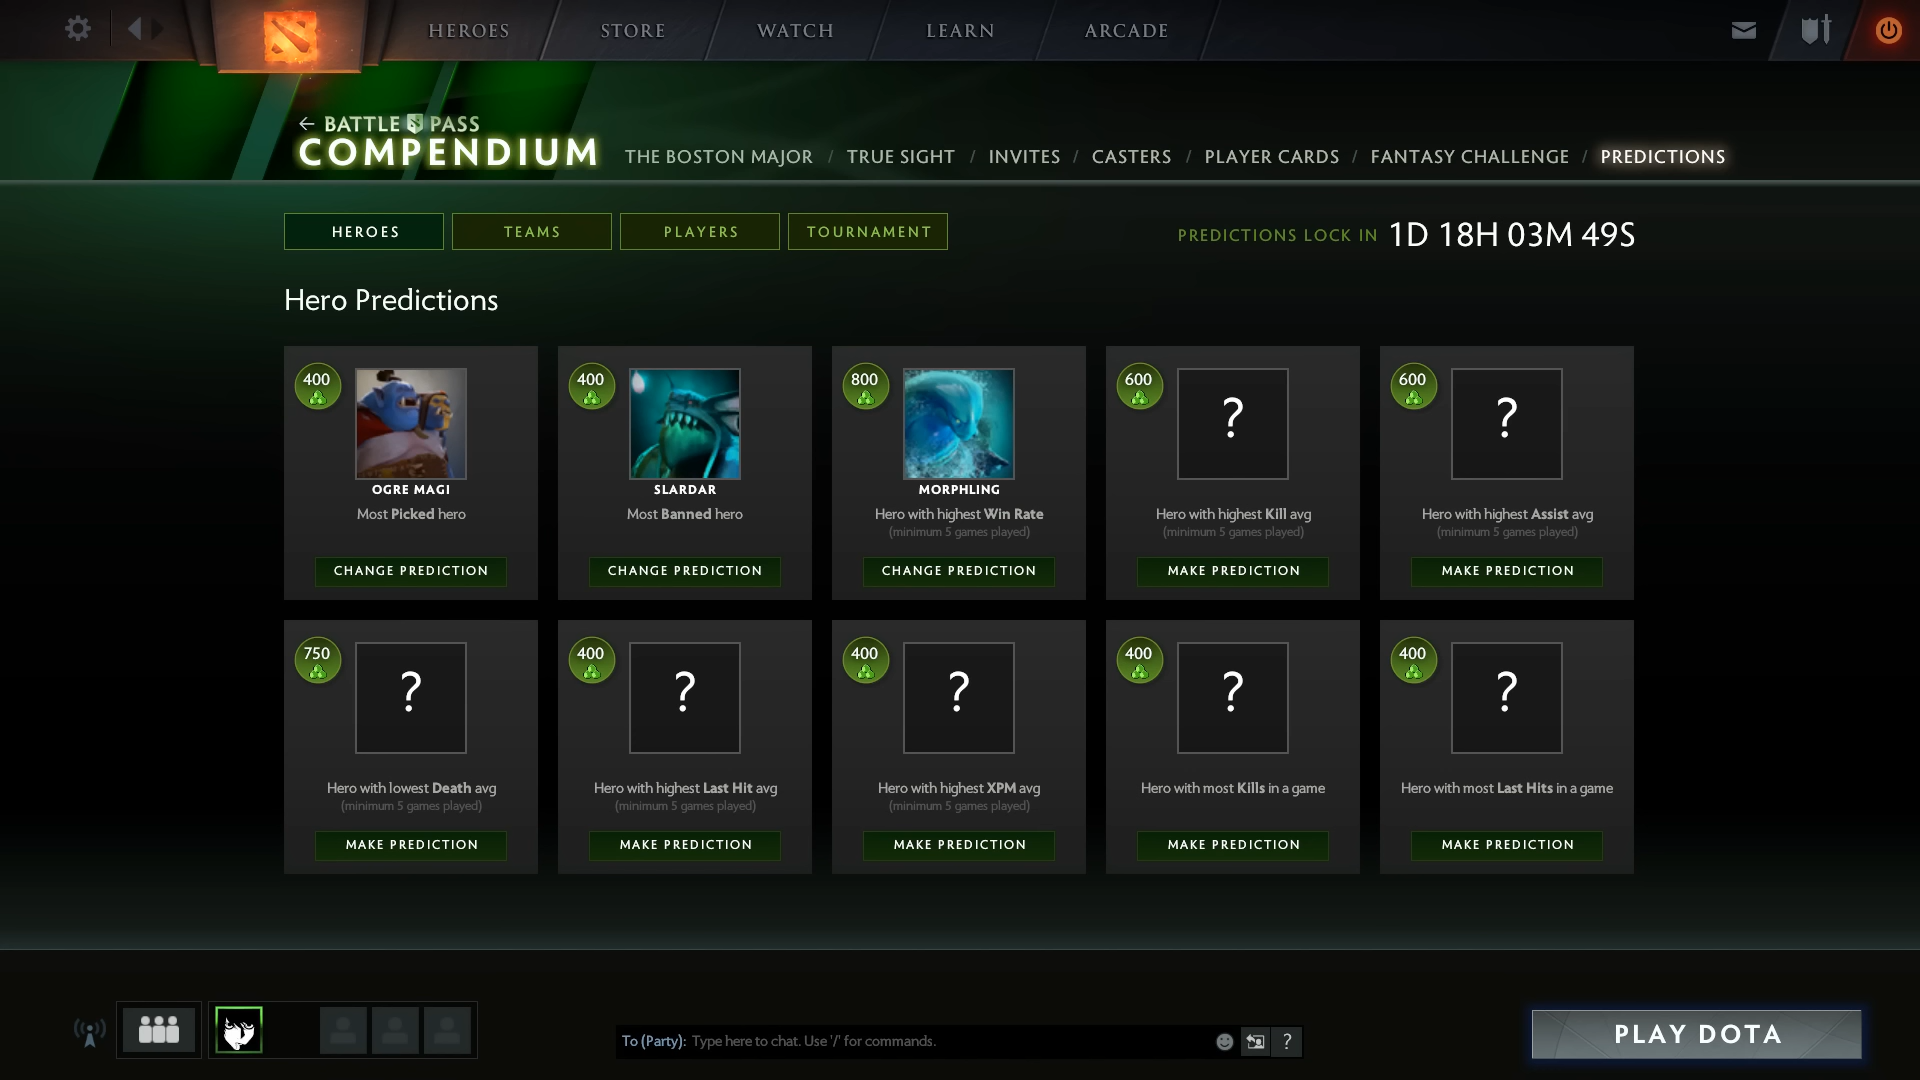 HEROES
STORE
WATCH
LEARN
ARCADE
BATTLE PASS
COMPENDIUM
THE BOSTON MAJOR / TRUE SIGHT / INVITES / CASTERS / PLAYER CARDS / FANTASY CHALLENGE / PREDICTIONS
HEROES
TEAMS
PLAYERS
TOURNAMENT
PREDICTIONS LOCK IN 1D 18H 03M 49S
Hero Predictions
400
OGRE MAGI
Most Picked hero
CHANGE PREDICTION
400
SLARDAR
Most Banned hero
CHANGE PREDICTION
800
MORPHLING
Hero with highest Win Rate
(minimum 5 games played)
CHANGE PREDICTION
600
?
Hero with highest Kill avg
(minimum 5 games played)
MAKE PREDICTION
600
?
Hero with highest Assist avg
(minimum 5 games played)
MAKE PREDICTION
750
?
Hero with lowest Death avg
(minimum 5 games played)
MAKE PREDICTION
400
?
Hero with highest Last Hit avg
(minimum 5 games played)
MAKE PREDICTION
400
?
Hero with highest XPM avg
(minimum 5 games played)
MAKE PREDICTION
400
?
Hero with most Kills in a game
MAKE PREDICTION
400
?
Hero with most Last Hits in a game
MAKE PREDICTION
To (Party): Type here to chat. Use '/' for commands.
?
PLAY DOTA